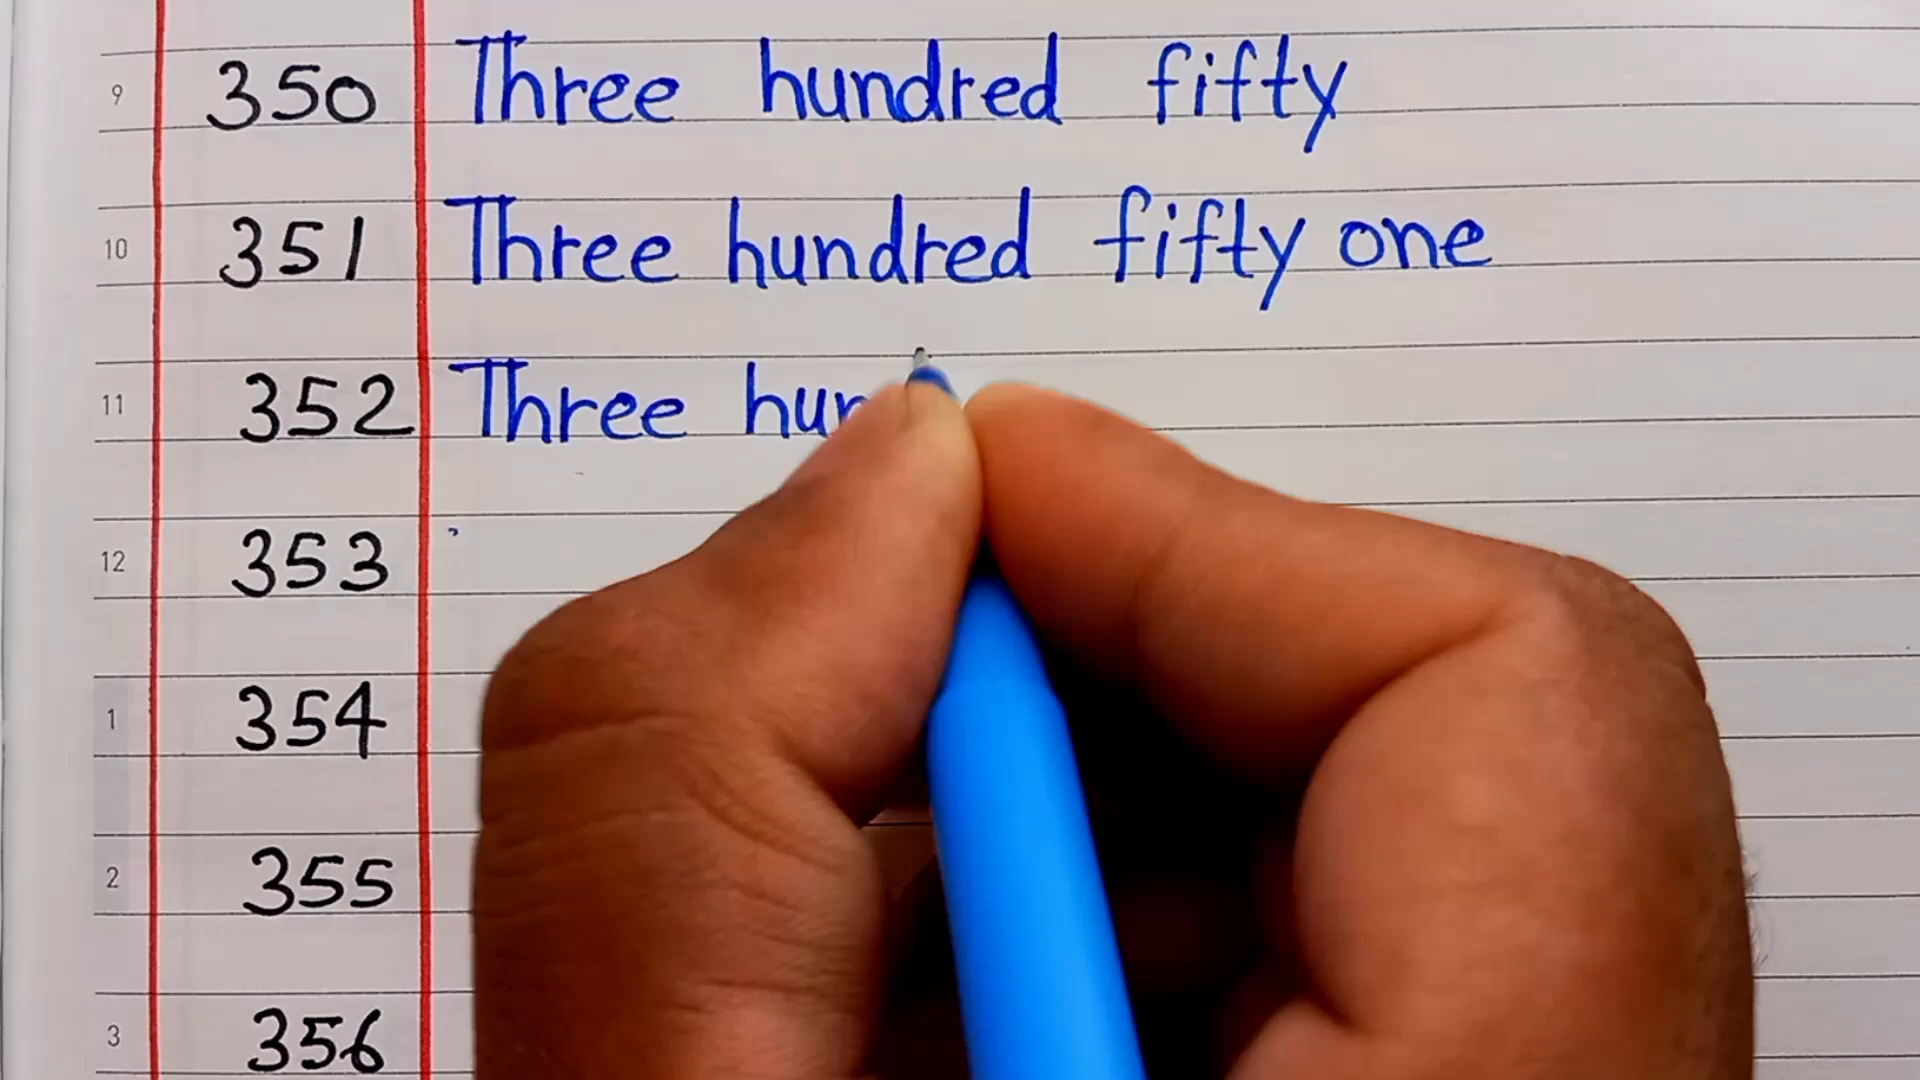 9 350 Three hundred fifty
10 351 Three hundred fifty one
11 352 Three hun
12 353
1 354
2 355
3 356